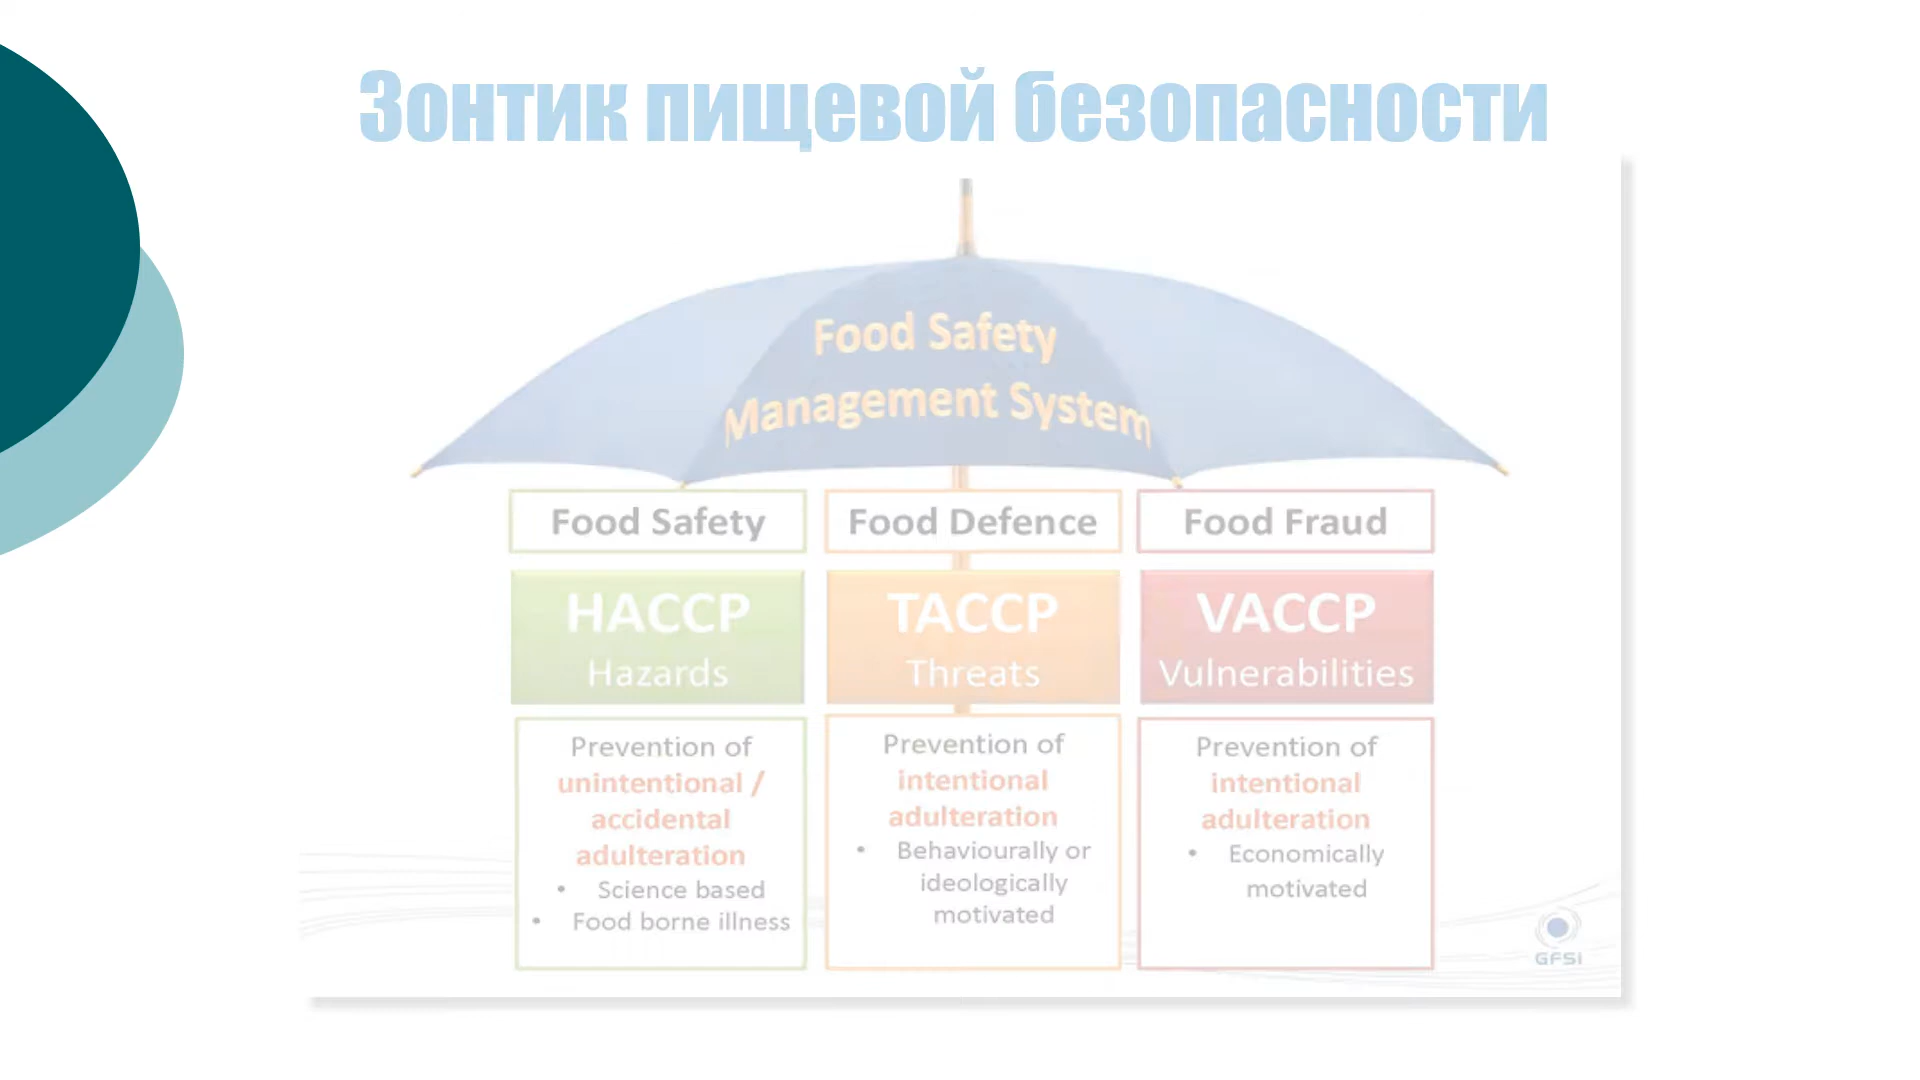 Зонтик пищевой безопасности
Food Safety
Management System
Food Safety
HACCP
Hazards
Prevention of
unintentional /
accidental
adulteration
• Science based
• Food borne illness
Food Defence
TACCP
Threats
Prevention of
intentional
adulteration
• Behaviourally or
ideologically
motivated
Food Fraud
VACCP
Vulnerabilities
Prevention of
intentional
adulteration
• Economically
motivated
GFSI